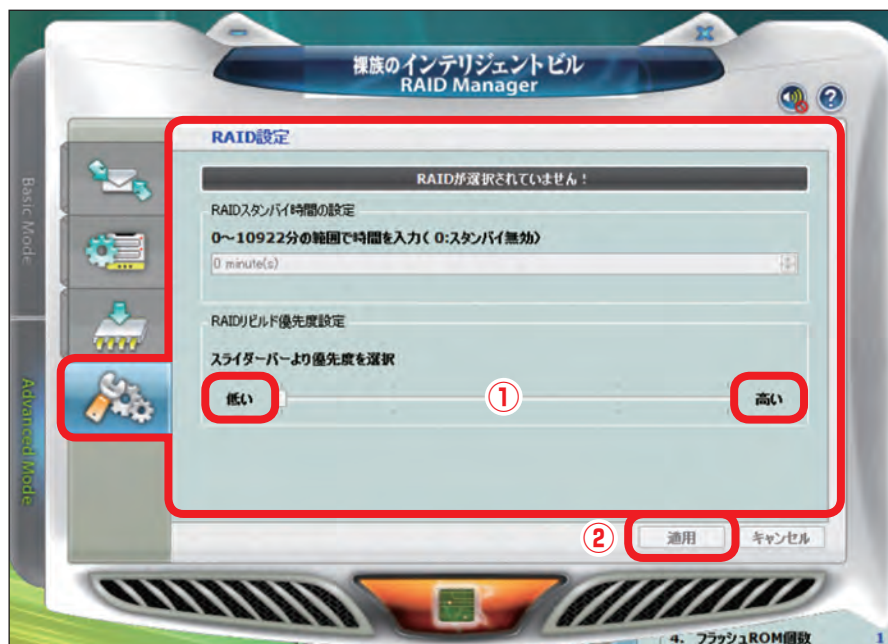 裸族のインテリジェントビル
RAID Manager
Basic Mode
Advanced Mode
RAID設定
RAIDが選択されていません！
RAIDスタンバイ時間の設定
0～10922分の範囲で時間を入力( 0:スタンバイ無効)
0 minute(s)
RAIDリビルド優先度設定
スライダーバーより優先度を選択
低い ① 高い
② 適用 キャンセル
4. フラッシュROM個数 1